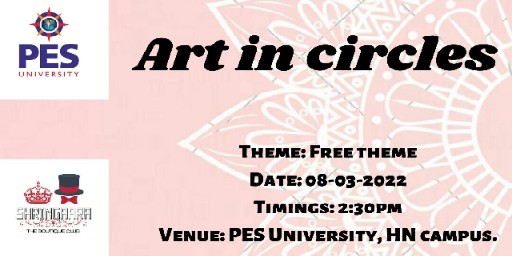 PES
UNIVERSITY
Art in circles
Theme: Free theme
Date: 08-03-2022
Timings: 2:30pm
Venue: PES University, HN campus.
SHRINGAARA
THE BOUTIQUE CLUB